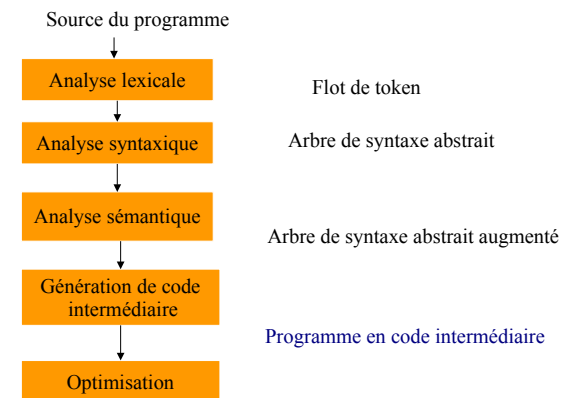 Source du programme
Analyse lexicale
Flot de token
Analyse syntaxique
Arbre de syntaxe abstrait
Analyse sémantique
Arbre de syntaxe abstrait augmenté
Génération de code
intermédiaire
Programme en code intermédiaire
Optimisation